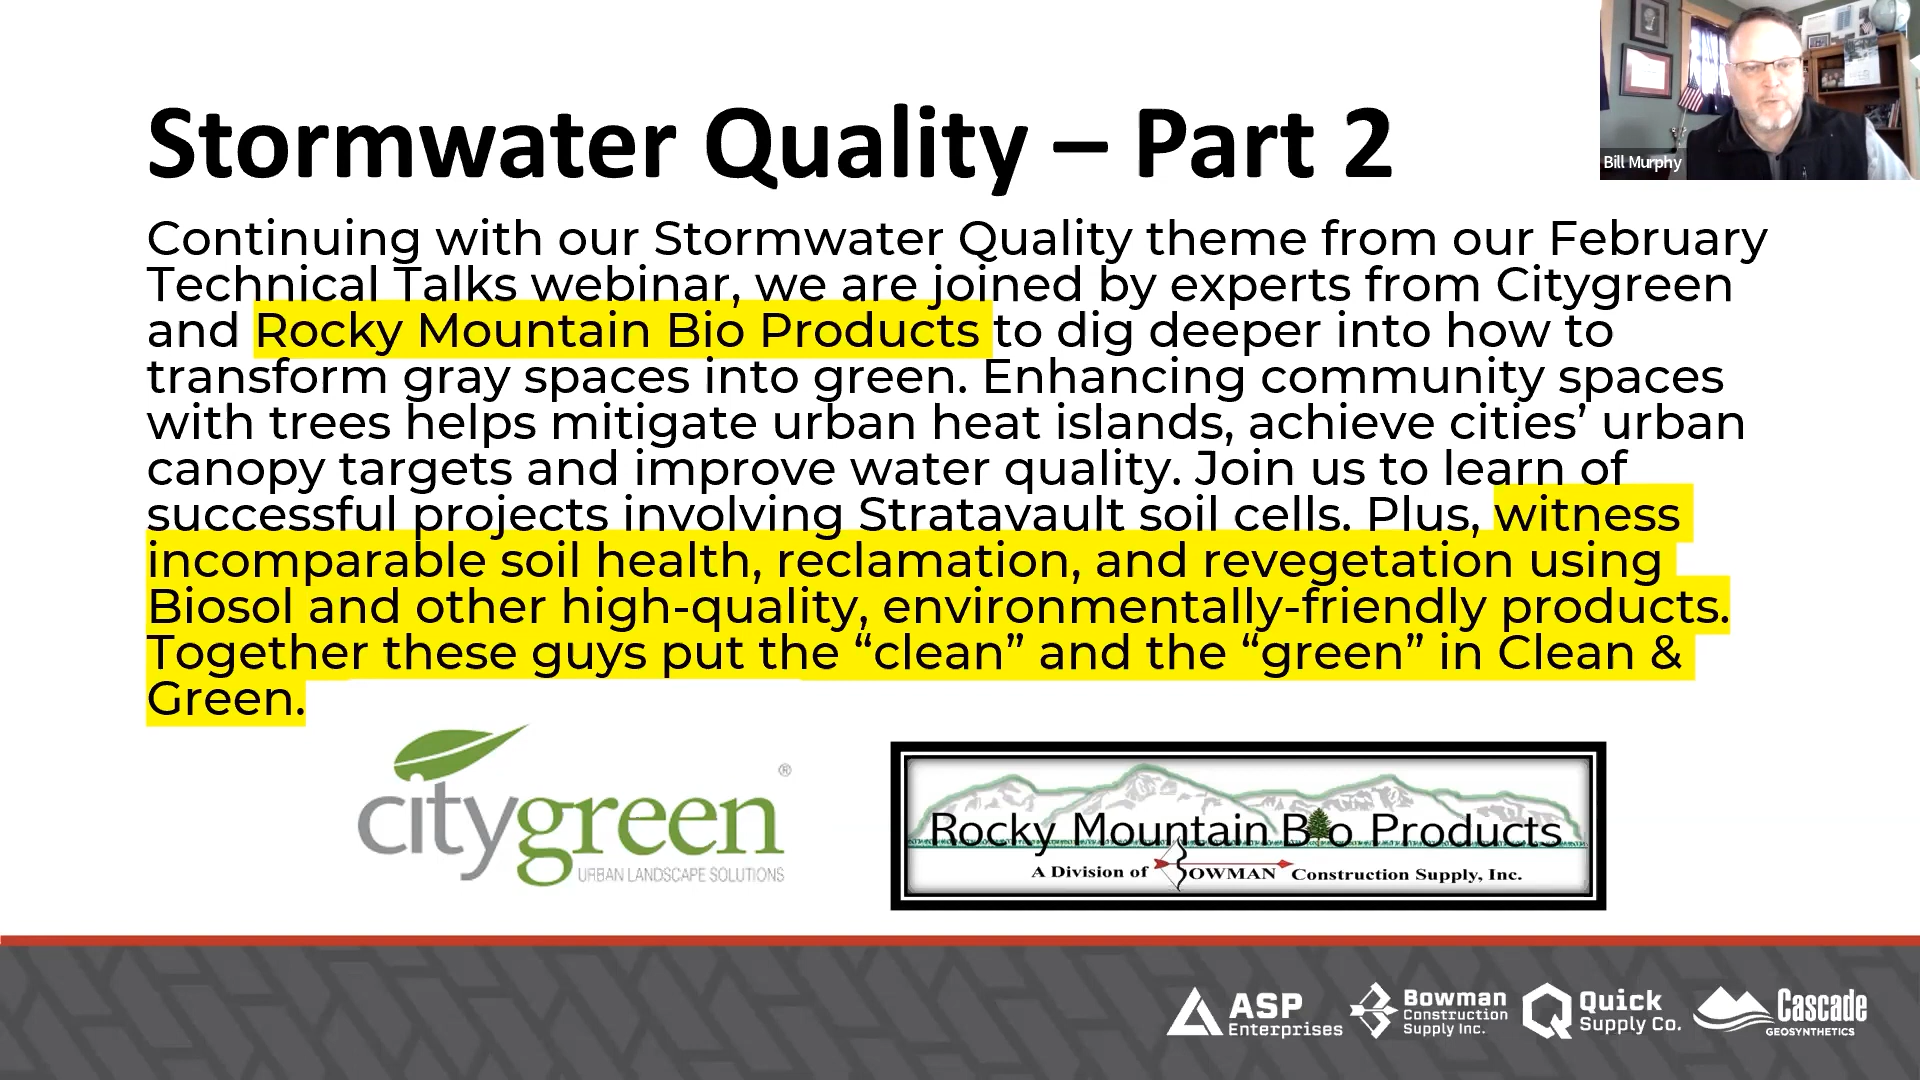 Bill Murphy
Stormwater Quality – Part 2
Continuing with our Stormwater Quality theme from our February
Technical Talks webinar, we are joined by experts from Citygreen
and Rocky Mountain Bio Products to dig deeper into how to
transform gray spaces into green. Enhancing community spaces
with trees helps mitigate urban heat islands, achieve cities’ urban
canopy targets and improve water quality. Join us to learn of
successful projects involving Stratavault soil cells. Plus, witness
incomparable soil health, reclamation, and revegetation using
Biosol and other high-quality, environmentally-friendly products.
Together these guys put the “clean” and the “green” in Clean &
Green.
citygreen®
URBAN LANDSCAPE SOLUTIONS
Rocky Mountain Bio Products
A Division of BOWMAN Construction Supply, Inc.
ASP
Enterprises
Bowman
Construction
Supply Inc.
Quick
Supply Co.
Cascade
GEOSYNTHETICS